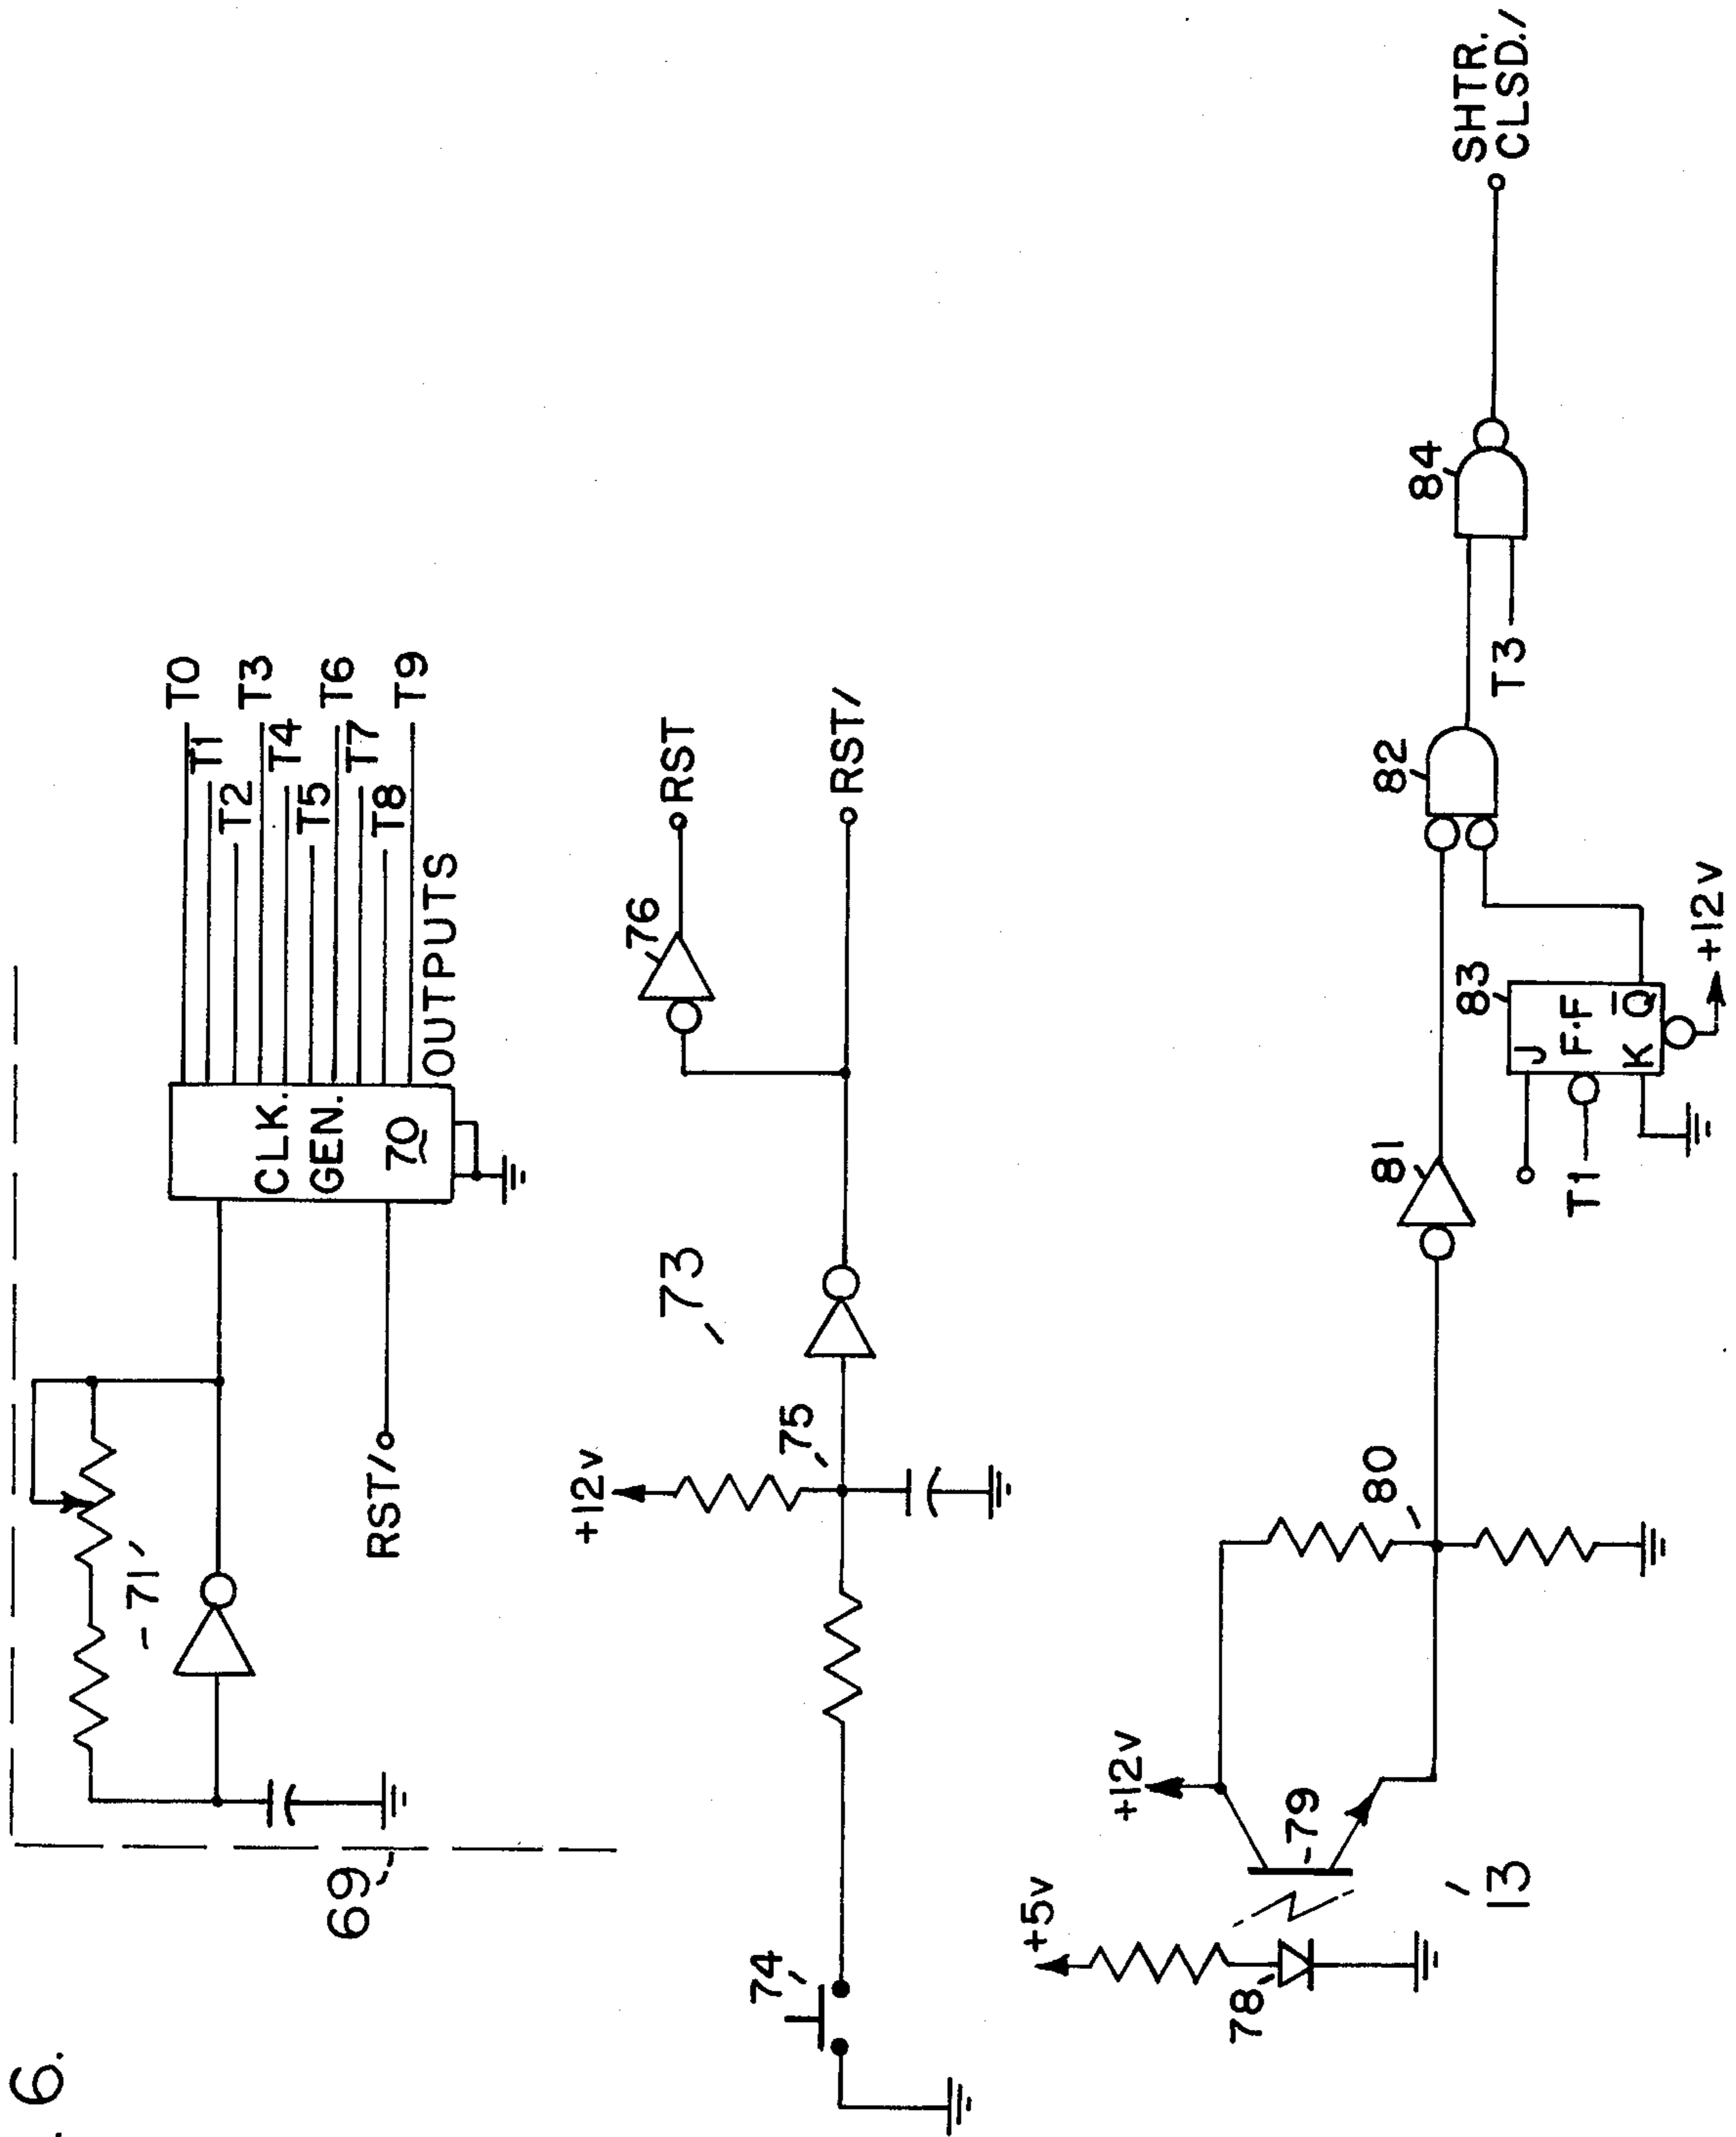 . 6.
69
71
RST/
CLK.
GEN.
70
T0
T1
T2
T3
T4
T5
T6
T7
T8
T9
OUTPUTS
74
+12v
75
73
76
RST
RST/
+5v
78
+12v
79
13
80
81
T1
J
F.F
K
Q̅
83
+12v
82
T3
84
SHTR.
CLSD./